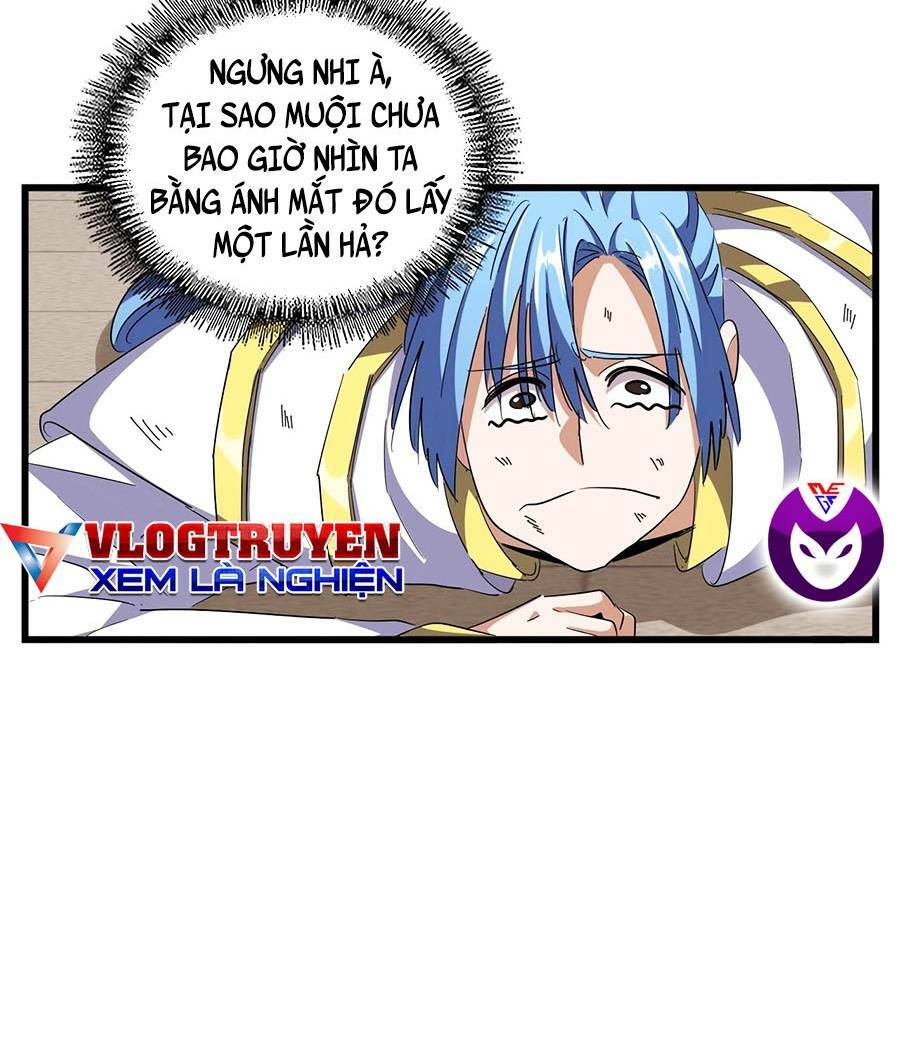 NGƯNG NHI À,
TẠI SAO MUỘI CHƯA
BAO GIỜ NHÌN TA
BẰNG ÁNH MẮT ĐÓ LẤY
MỘT LẦN HẢ?
VLOGTRUYEN
XEM LÀ NGHIỆN